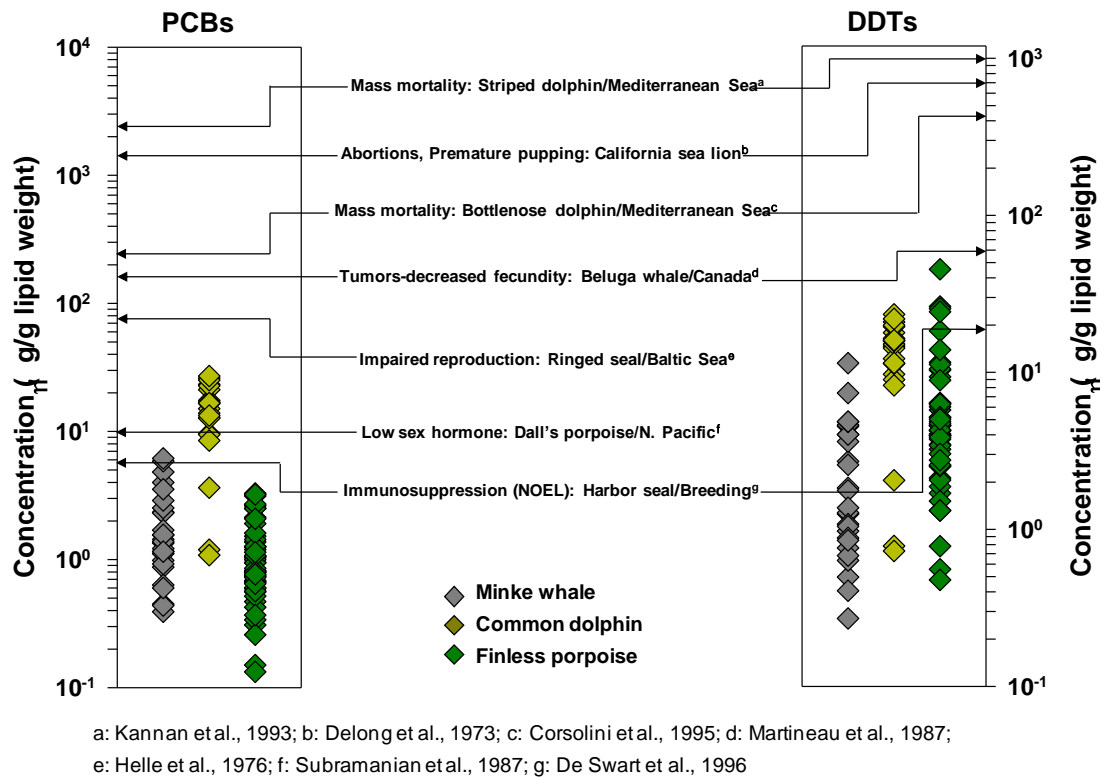 PCBs
DDTs
10⁴
10³
10²
10¹
10⁰
10⁻¹
Concentration (μg/g lipid weight)
Mass mortality: Striped dolphin/Mediterranean Seaᵃ
Abortions, Premature pupping: California sea lionᵇ
Mass mortality: Bottlenose dolphin/Mediterranean Seaᶜ
Tumors-decreased fecundity: Beluga whale/Canadaᵈ
Impaired reproduction: Ringed seal/Baltic Seaᵉ
Low sex hormone: Dall's porpoise/N. Pacificᶠ
Immunosuppression (NOEL): Harbor seal/Breedingᵍ
Minke whale
Common dolphin
Finless porpoise
10³
10²
10¹
10⁰
10⁻¹
Concentration (μg/g lipid weight)
a: Kannan et al., 1993; b: Delong et al., 1973; c: Corsolini et al., 1995; d: Martineau et al., 1987;
e: Helle et al., 1976; f: Subramanian et al., 1987; g: De Swart et al., 1996